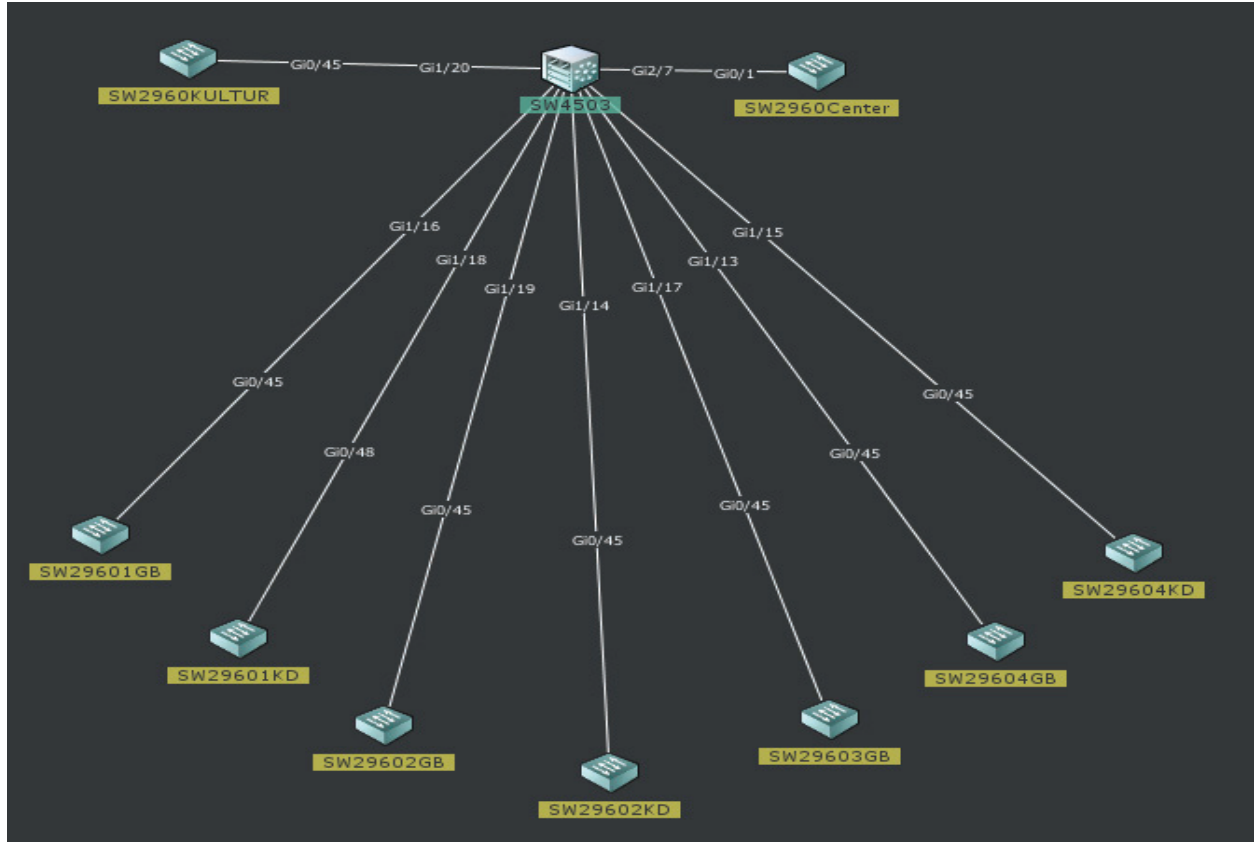 Gi0/45
Gi1/20
Gi2/7
Gi0/1
SW2960KULTUR
SW4503
SW2960Center
Gi1/16
Gi1/15
Gi1/18
Gi1/13
Gi1/19
Gi1/17
Gi1/14
Gi0/45
Gi0/45
Gi0/48
Gi0/45
Gi0/45
Gi0/45
Gi0/45
SW29601GB
SW29604KD
SW29601KD
SW29604GB
SW29602GB
SW29603GB
SW29602KD